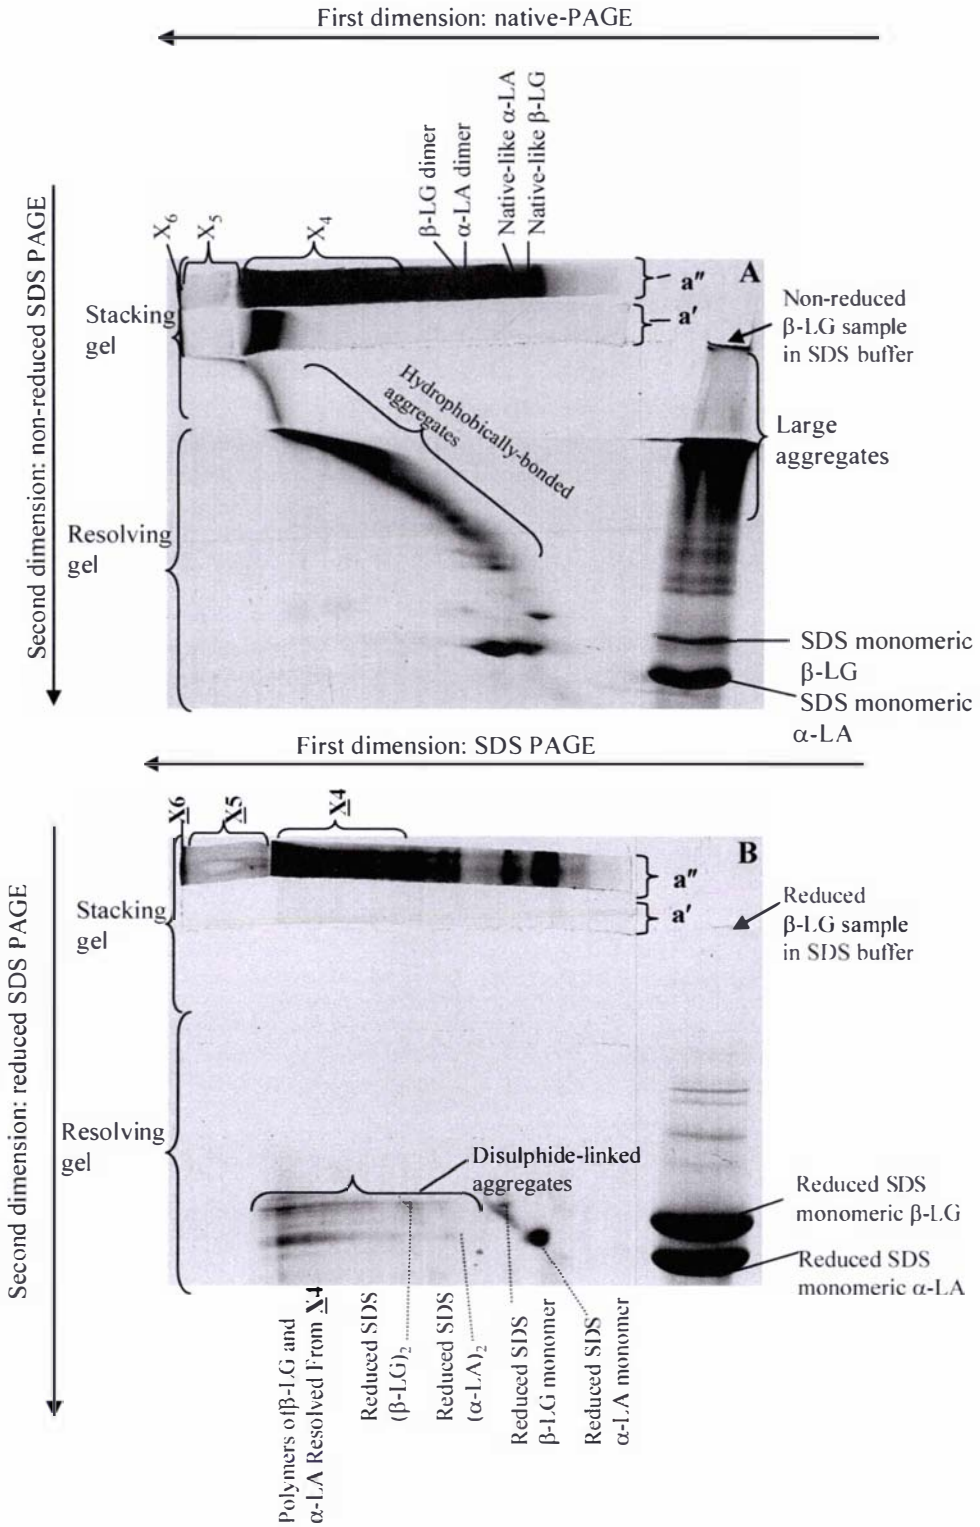 First dimension: native-PAGE
Second dimension: non-reduced SDS PAGE
X6
X5
X4
β-LG dimer
α-LA dimer
Native-like α-LA
Native-like β-LG
A
a″
a′
Stacking
gel
Non-reduced
β-LG sample
in SDS buffer
Hydrophobically-bonded
aggregates
Large
aggregates
Resolving
gel
SDS monomeric
β-LG
SDS monomeric
α-LA
First dimension: SDS PAGE
Second dimension: reduced SDS PAGE
X6
X5
X4
B
a″
a′
Stacking
gel
Reduced
β-LG sample
in SDS buffer
Resolving
gel
Disulphide-linked
aggregates
Reduced SDS
monomeric β-LG
Reduced SDS
monomeric α-LA
Polymers of β-LG and
α-LA Resolved From X4
Reduced SDS
(β-LG)2
Reduced SDS
(α-LA)2
Reduced SDS
β-LG monomer
Reduced SDS
α-LA monomer